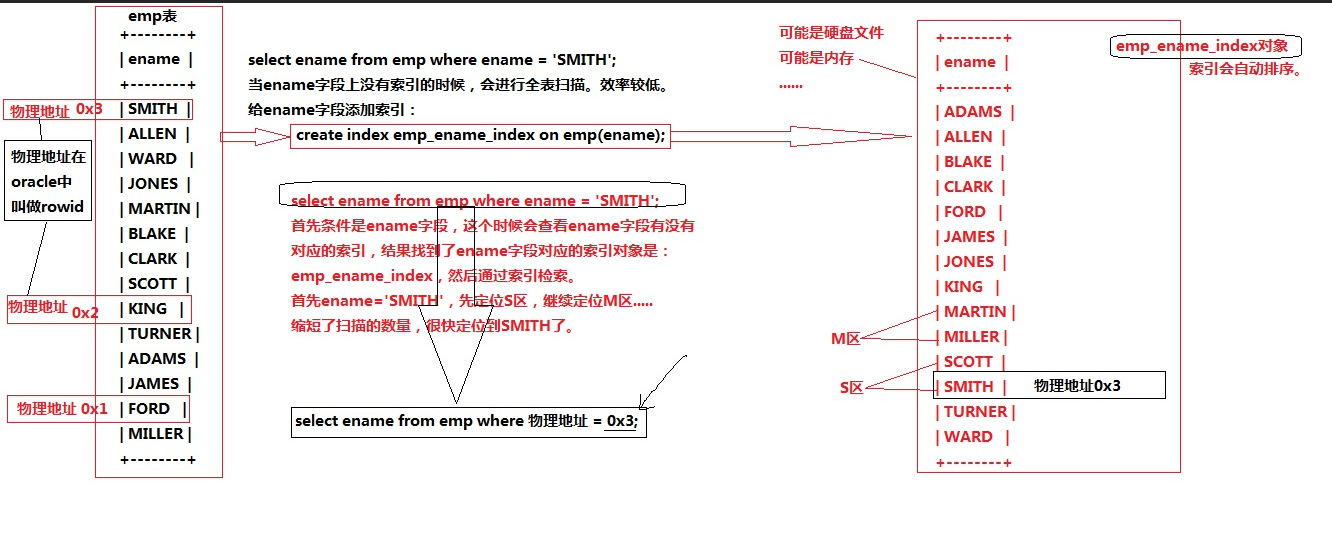 emp表
+--------+
| ename |
+--------+
| SMITH |
| ALLEN |
| WARD |
| JONES |
| MARTIN |
| BLAKE |
| CLARK |
| SCOTT |
| KING |
| TURNER|
| ADAMS |
| JAMES |
| FORD |
| MILLER|
+--------+
物理地址 0x3
物理地址在
oracle中
叫做rowid
物理地址 0x2
物理地址 0x1
select ename from emp where ename = 'SMITH';
当ename字段上没有索引的时候，会进行全表扫描。效率较低。
给ename字段添加索引：
create index emp_ename_index on emp(ename);
select ename from emp where ename = 'SMITH';
首先条件是ename字段，这个时候会查看ename字段有没有
对应的索引，结果找到了ename字段对应的索引对象是：
emp_ename_index，然后通过索引检索。
首先ename='SMITH'，先定位S区，继续定位M区.....
缩短了扫描的数量，很快定位到SMITH了。
select ename from emp where 物理地址 = 0x3;
可能是硬盘文件
可能是内存
......
+--------+
| ename |
+--------+
| ADAMS |
| ALLEN |
| BLAKE |
| CLARK |
| FORD |
| JAMES |
| JONES |
| KING |
| MARTIN |
| MILLER |
| SCOTT |
| SMITH | 物理地址0x3
| TURNER|
| WARD |
+--------+
M区
S区
emp_ename_index对象
索引会自动排序。